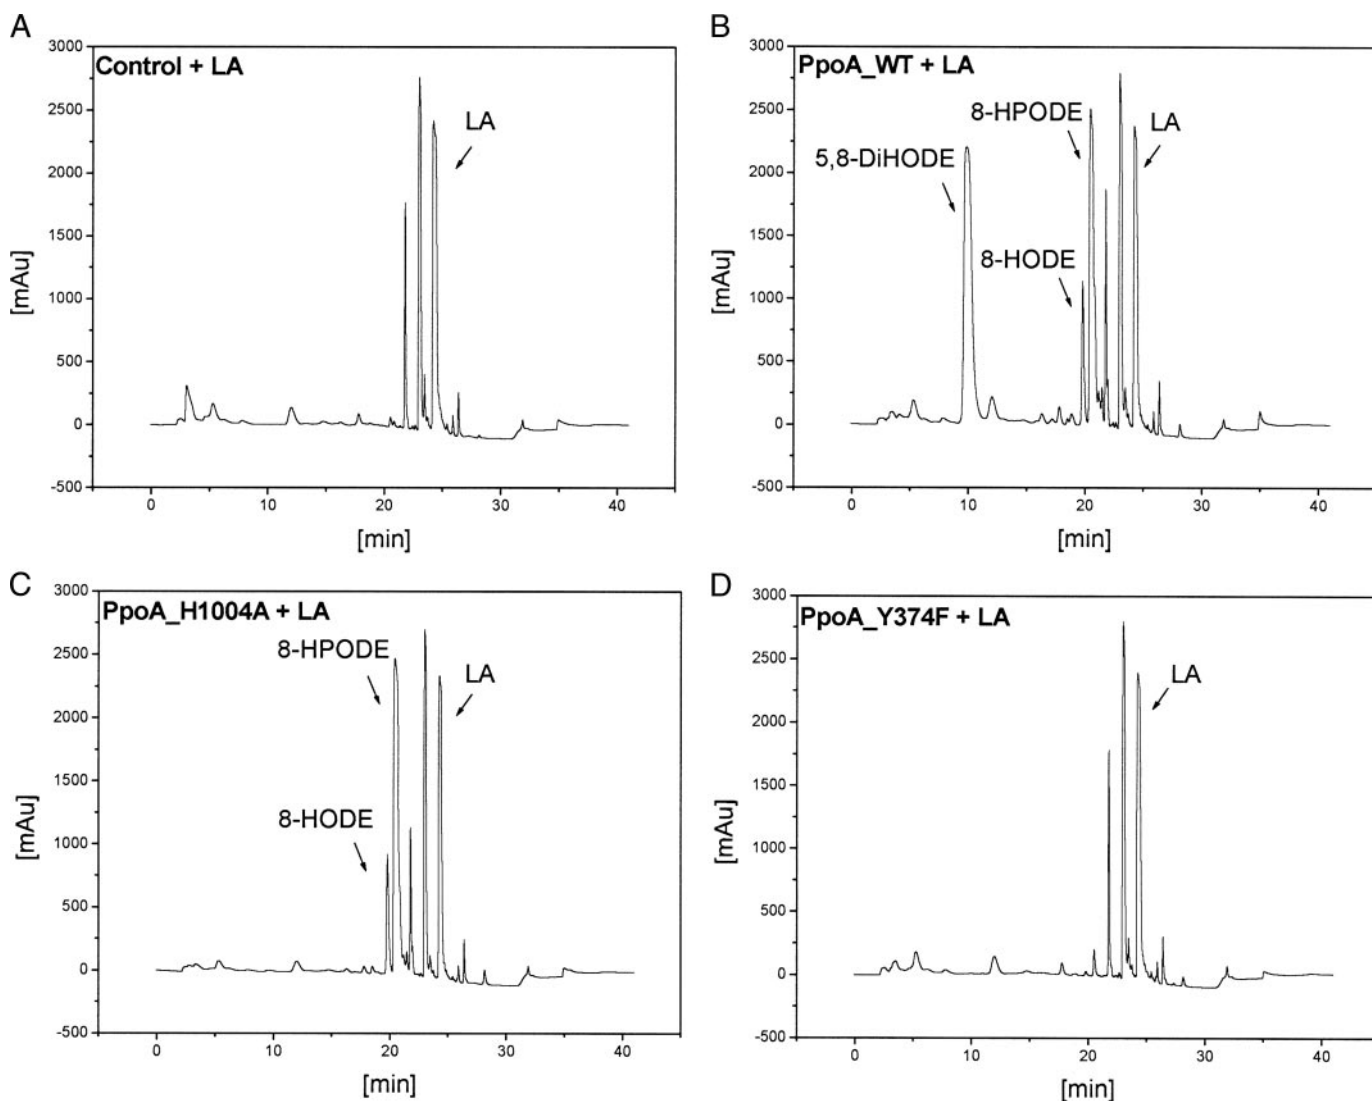 A
Control + LA
3000
2500
2000
1500
1000
500
0
-500
[mAu]
LA
0
10
20
30
40
[min]
B
PpoA_WT + LA
3000
2500
2000
1500
1000
500
0
-500
[mAu]
8-HPODE
LA
5,8-DiHODE
8-HODE
0
10
20
30
40
[min]
C
PpoA_H1004A + LA
3000
2500
2000
1500
1000
500
0
-500
[mAu]
8-HPODE
LA
8-HODE
0
10
20
30
40
[min]
D
PpoA_Y374F + LA
3000
2500
2000
1500
1000
500
0
-500
[mAu]
LA
0
10
20
30
40
[min]